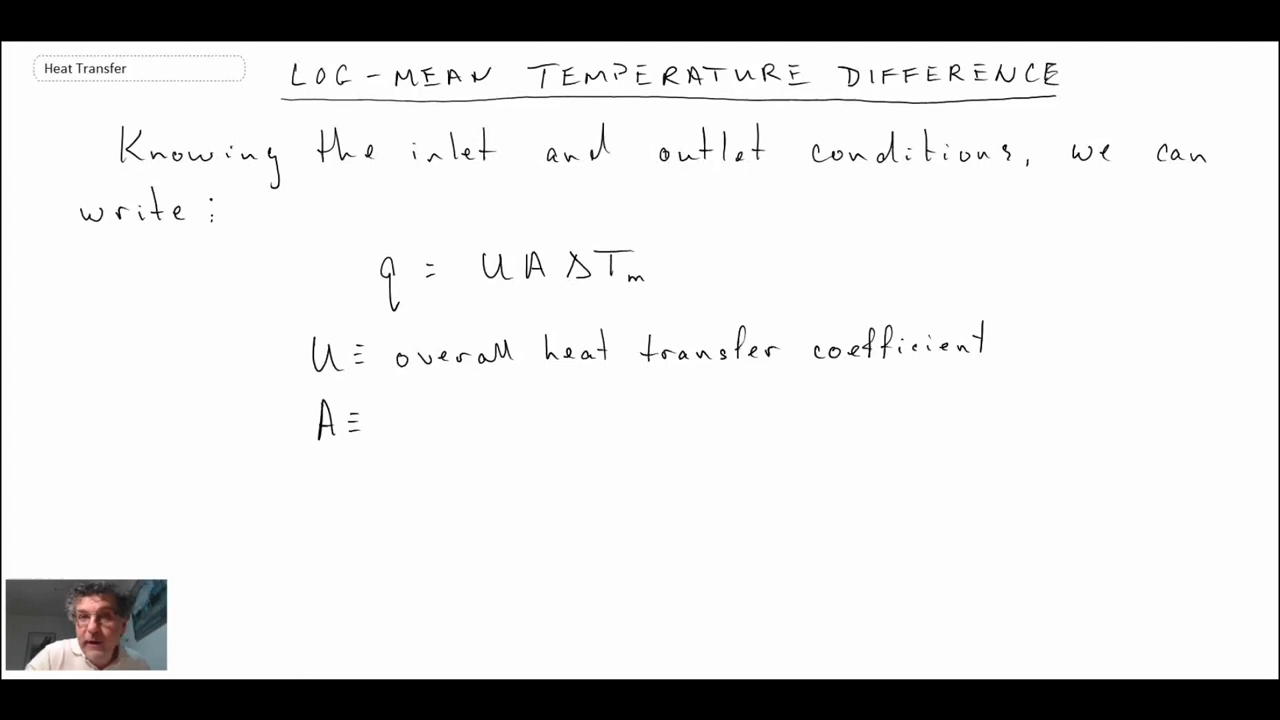 Heat Transfer
LOG-MEAN TEMPERATURE DIFFERENCE
Knowing the inlet and outlet conditions, we can
write:
q = U A ΔTm
U ≡ overall heat transfer coefficient
A ≡